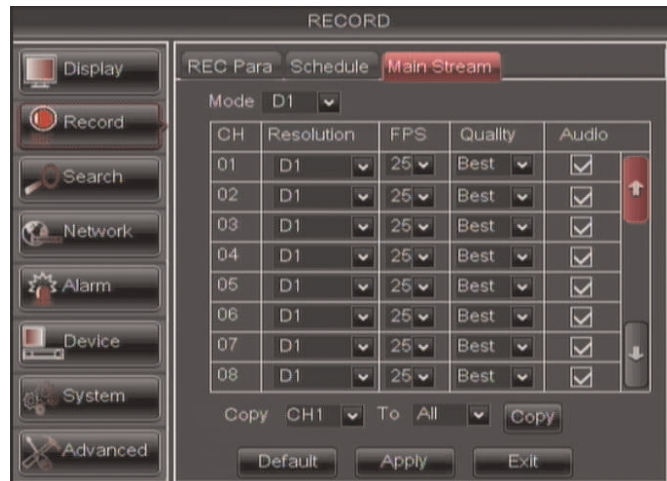 RECORD
Display
Record
Search
Network
Alarm
Device
System
Advanced
REC Para Schedule Main Stream
Mode D1
CH Resolution FPS Quality Audio
01 D1 25 Best
02 D1 25 Best
03 D1 25 Best
04 D1 25 Best
05 D1 25 Best
06 D1 25 Best
07 D1 25 Best
08 D1 25 Best
Copy CH1 To All Copy
Default Apply Exit